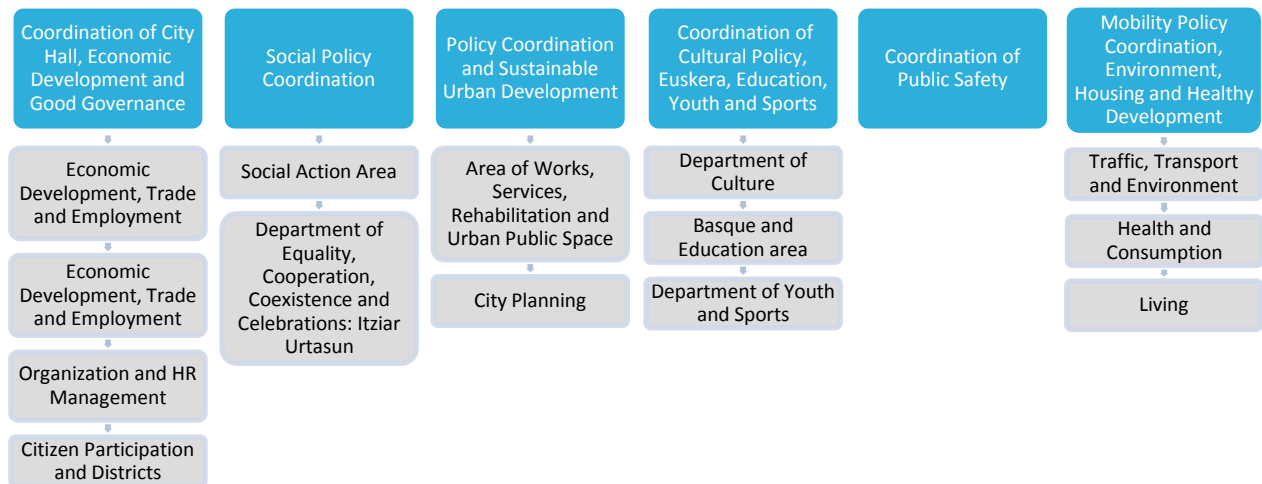 Coordination of City
Hall, Economic
Development and
Good Governance
Economic
Development, Trade
and Employment
Economic
Development, Trade
and Employment
Organization and HR
Management
Citizen Participation
and Districts
Social Policy
Coordination
Social Action Area
Department of
Equality,
Cooperation,
Coexistence and
Celebrations: Itziar
Urtasun
Policy Coordination
and Sustainable
Urban Development
Area of Works,
Services,
Rehabilitation and
Urban Public Space
City Planning
Coordination of
Cultural Policy,
Euskera, Education,
Youth and Sports
Department of
Culture
Basque and
Education area
Department of Youth
and Sports
Coordination of
Public Safety
Mobility Policy
Coordination,
Environment,
Housing and Healthy
Development
Traffic, Transport
and Environment
Health and
Consumption
Living